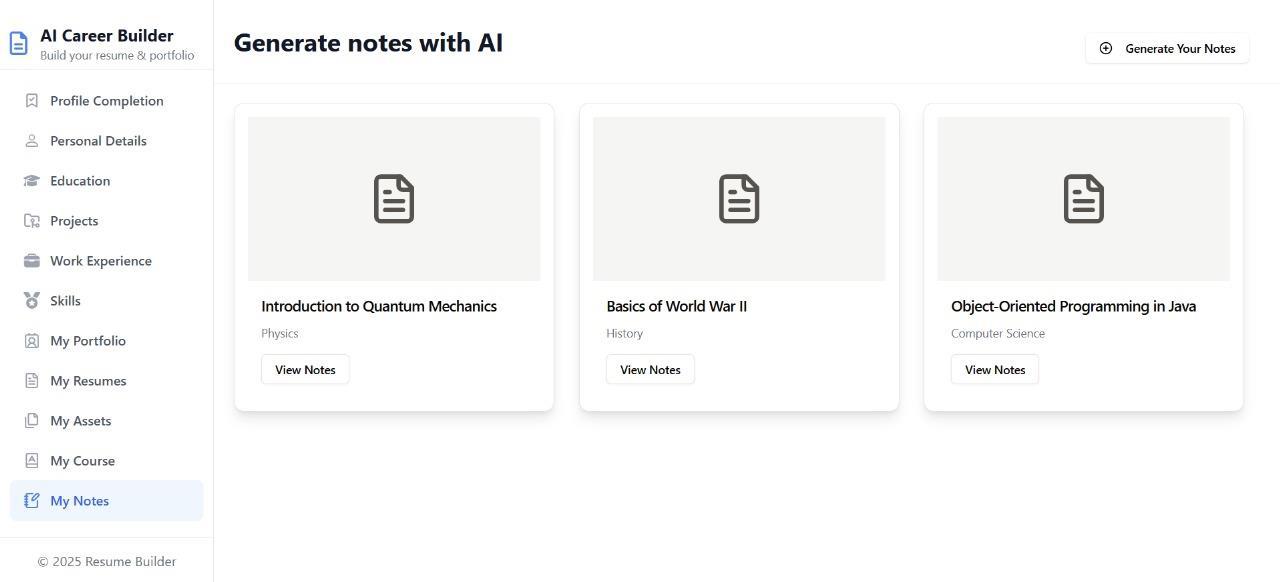 AI Career Builder
Build your resume & portfolio
Profile Completion
Personal Details
Education
Projects
Work Experience
Skills
My Portfolio
My Resumes
My Assets
My Course
My Notes
© 2025 Resume Builder
Generate notes with AI
Generate Your Notes
Introduction to Quantum Mechanics
Physics
View Notes
Basics of World War II
History
View Notes
Object-Oriented Programming in Java
Computer Science
View Notes